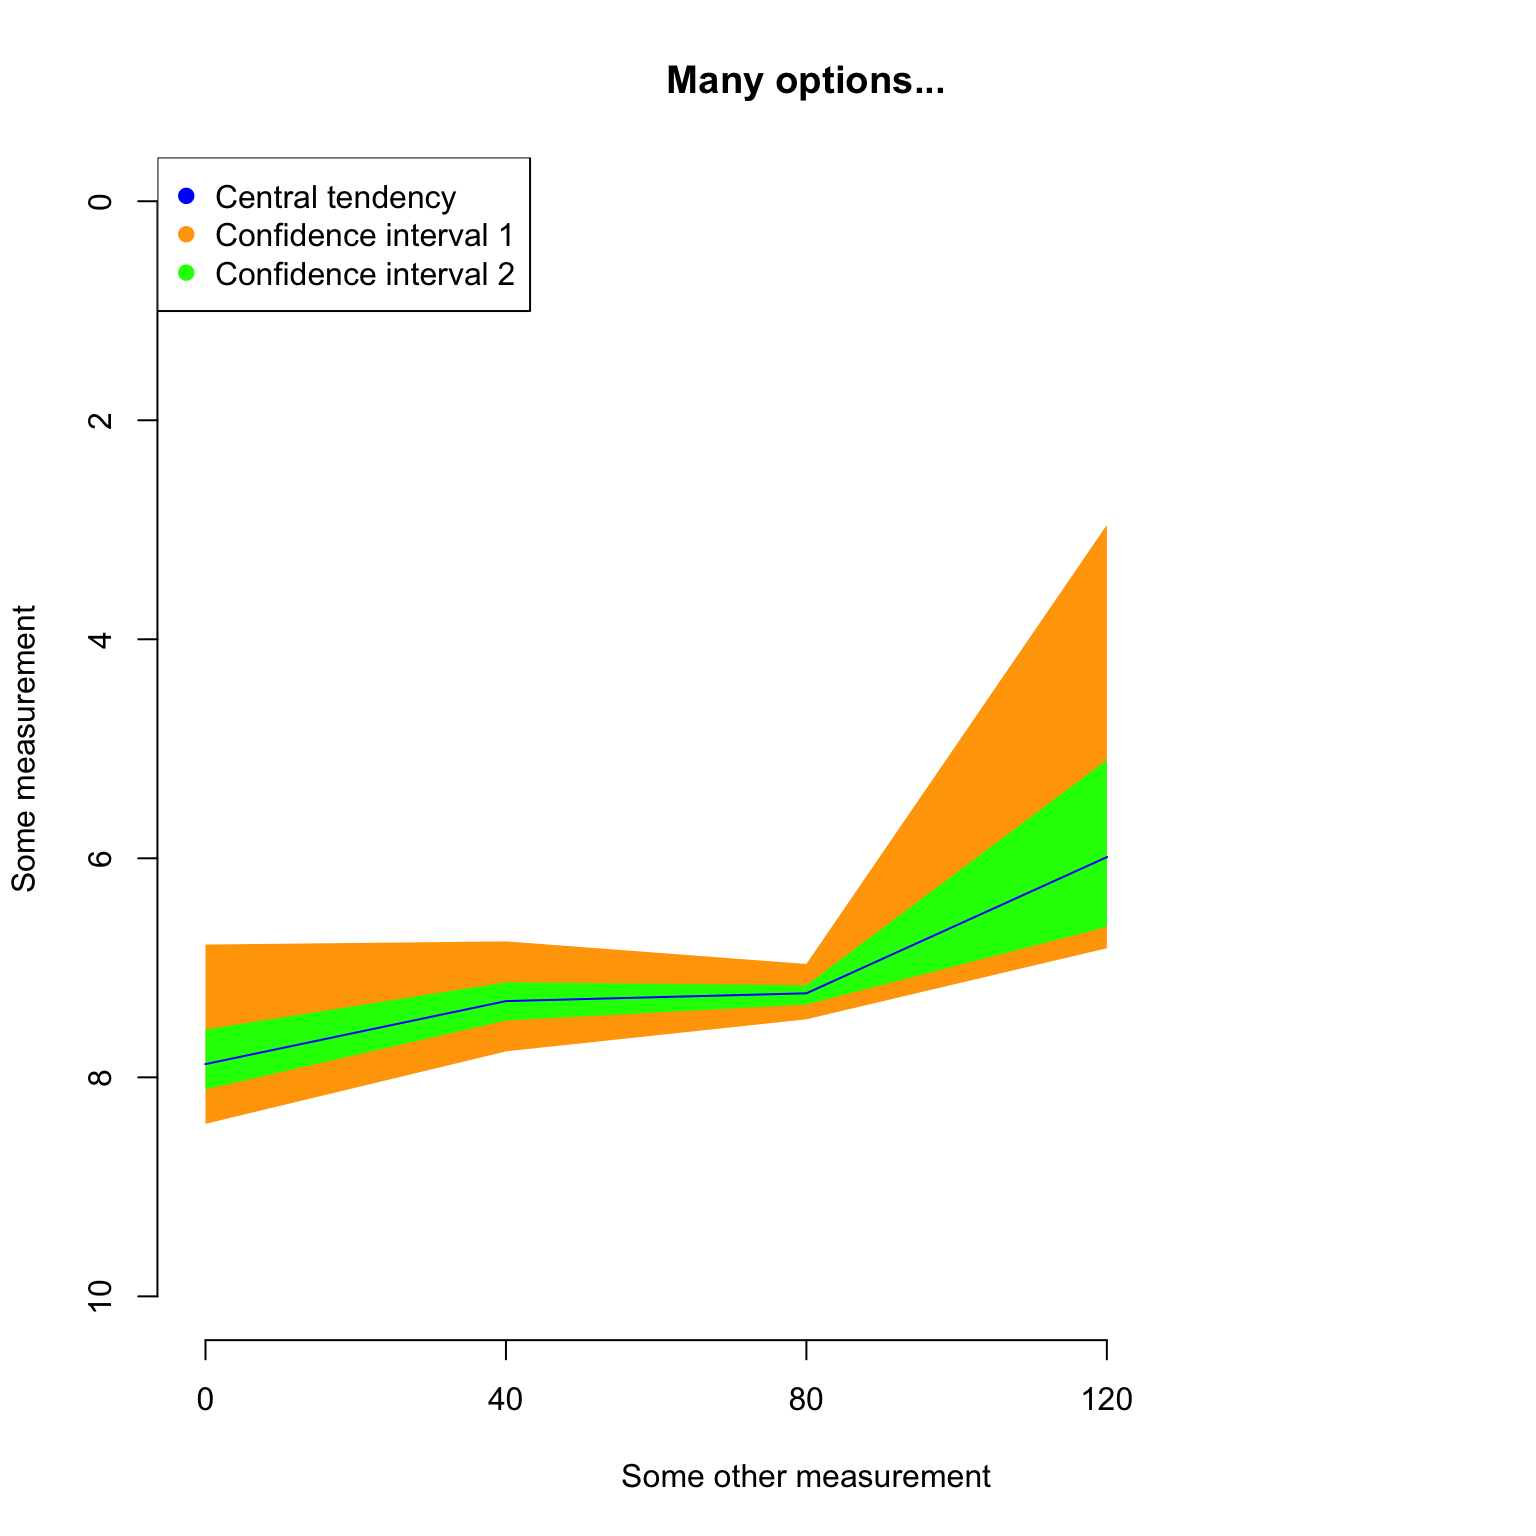 Many options...
Central tendency
Confidence interval 1
Confidence interval 2
0
2
4
6
8
10
Some measurement
0 40 80 120
Some other measurement